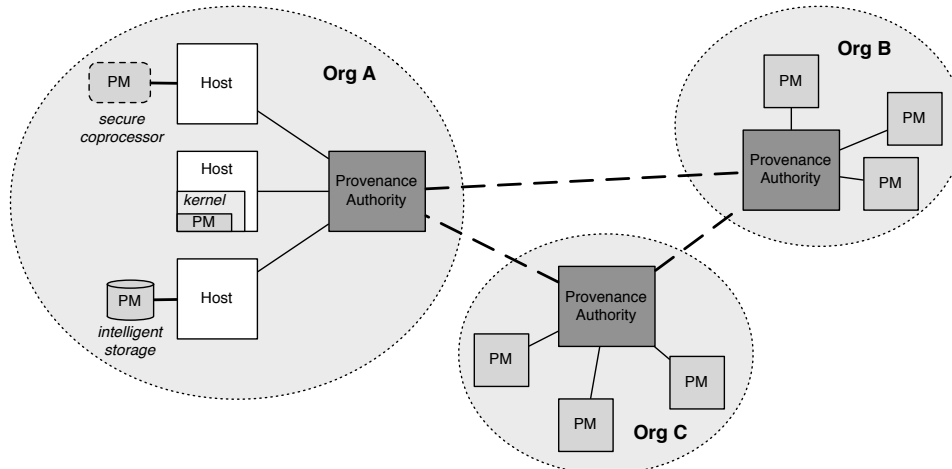 Org A
PM
Host
secure
coprocessor
Host
kernel
PM
Provenance
Authority
PM
Host
intelligent
storage
Org B
PM
PM
Provenance
Authority
PM
Provenance
Authority
PM
PM
PM
Org C